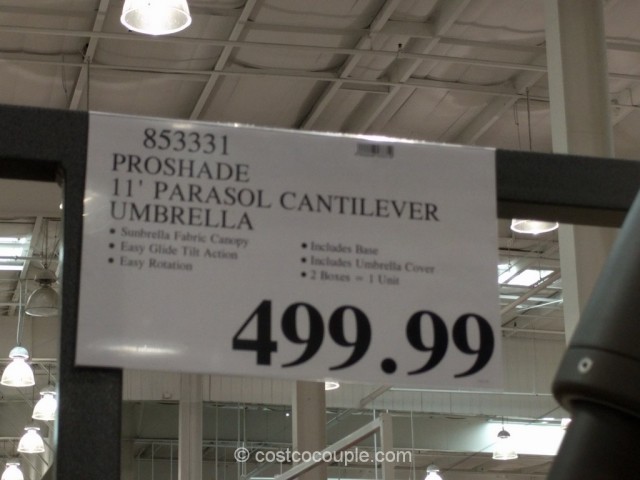 853331
PROSHADE
11' PARASOL CANTILEVER
UMBRELLA
• Sunbrella Fabric Canopy
• Easy Glide Tilt Action
• Easy Rotation
• Includes Base
• Includes Umbrella Cover
• 2 Boxes = 1 Unit
499.99
© costcocouple.com